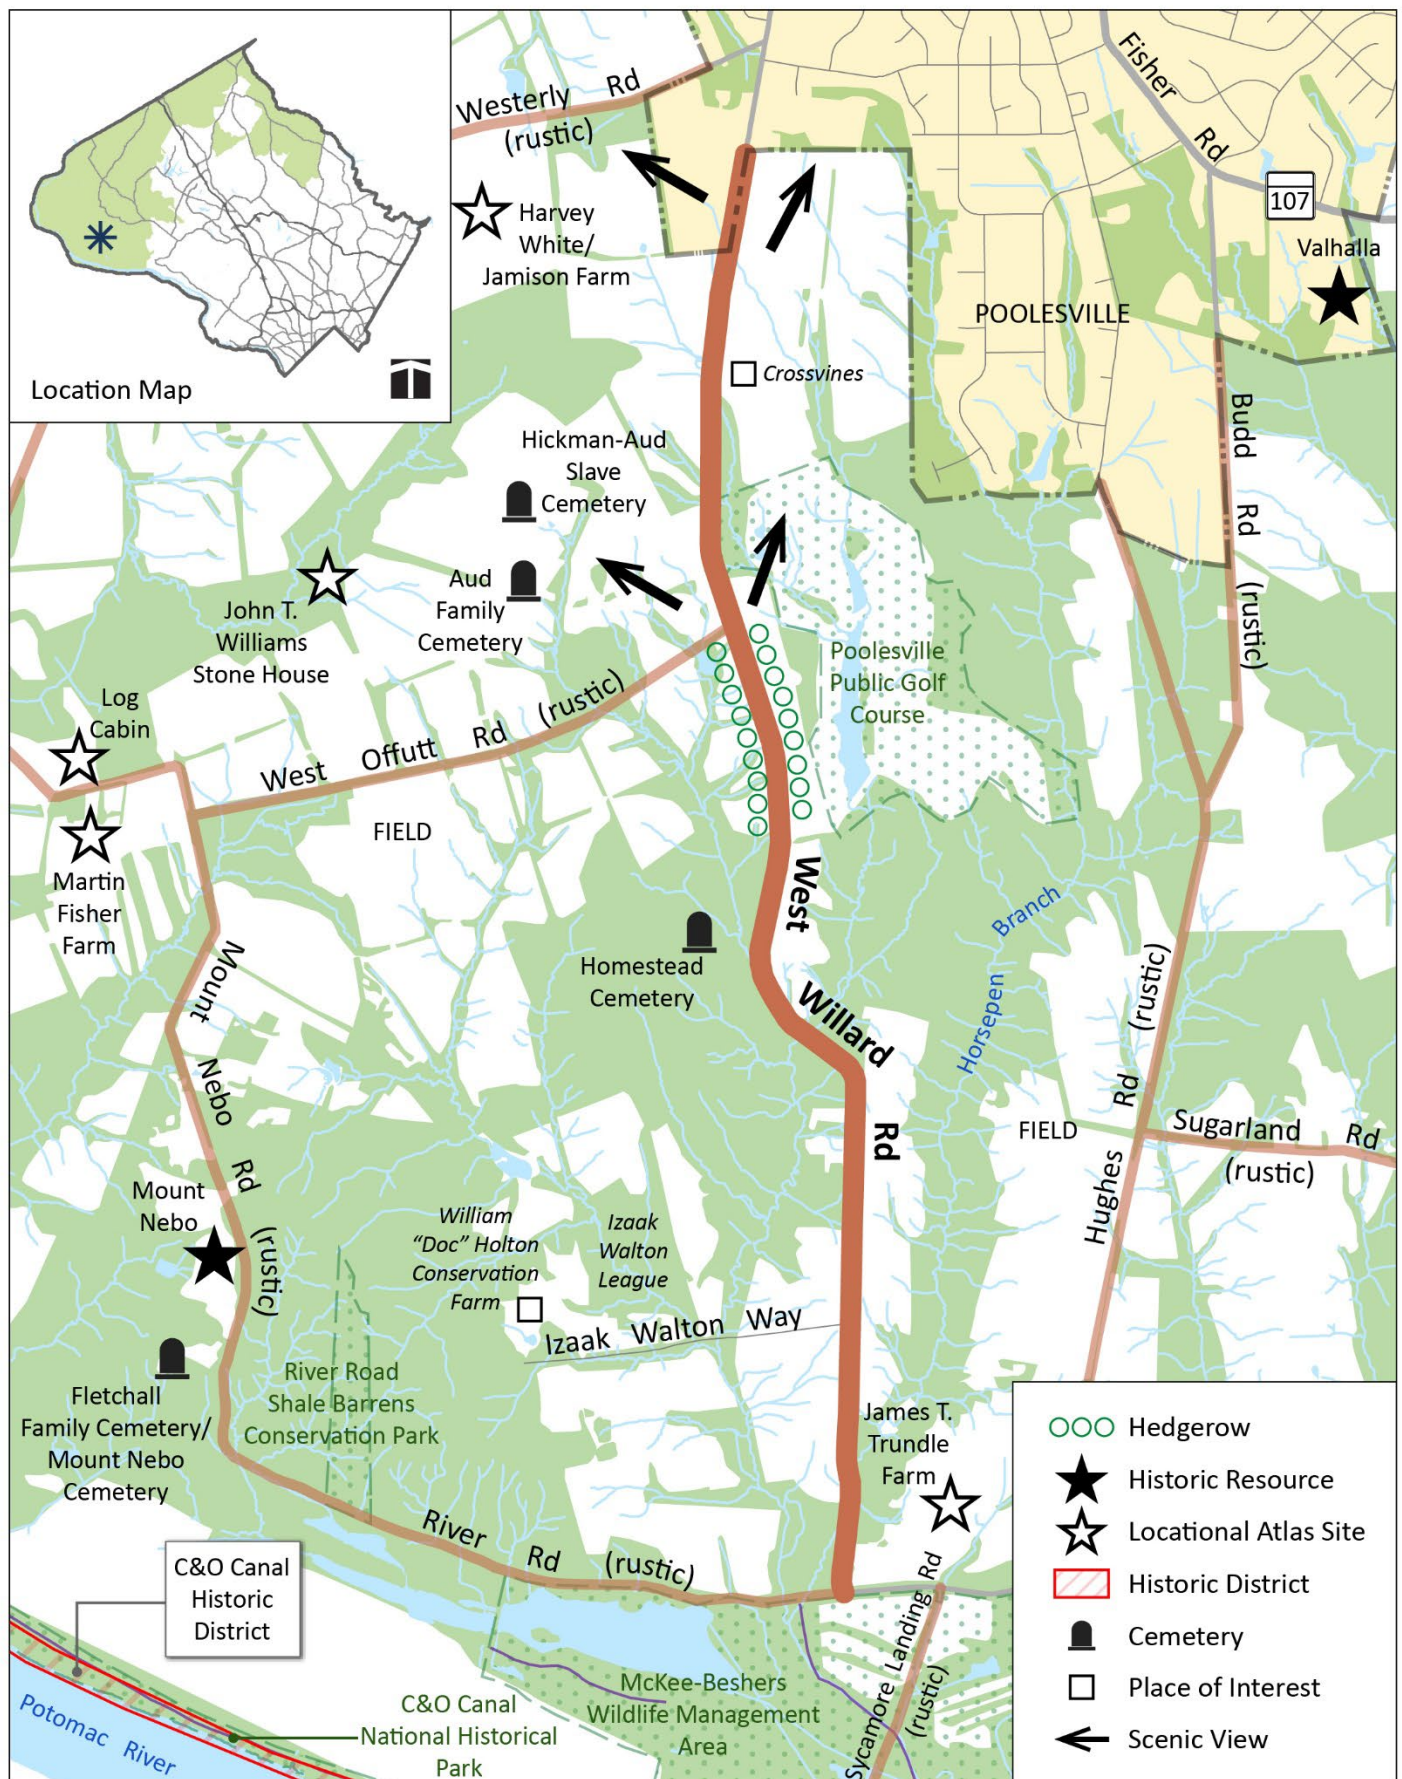 Location Map
Westerly Rd
(rustic)
Fisher Rd
107
Valhalla
Harvey
White/
Jamison Farm
POOLESVILLE
Crossvines
Budd Rd (rustic)
Hickman-Aud
Slave
Cemetery
Aud
Family
Cemetery
John T.
Williams
Stone House
Poolesville
Public Golf
Course
Log
Cabin
West Offutt Rd (rustic)
FIELD
Martin
Fisher
Farm
West Willard Rd
Horsepen Branch
Homestead
Cemetery
Mount Nebo Rd (rustic)
Hughes Rd (rustic)
FIELD
Sugarland Rd
(rustic)
Mount
Nebo
William
“Doc” Holton
Conservation
Farm
Izaak
Walton
League
Izaak Walton Way
River Road
Shale Barrens
Conservation Park
Fletchall
Family Cemetery/
Mount Nebo
Cemetery
James T.
Trundle
Farm
River Rd (rustic)
Sycamore Landing Rd
(rustic)
C&O Canal
Historic
District
McKee-Beshers
Wildlife Management
Area
C&O Canal
National Historical
Park
Potomac River
Hedgerow
Historic Resource
Locational Atlas Site
Historic District
Cemetery
Place of Interest
Scenic View